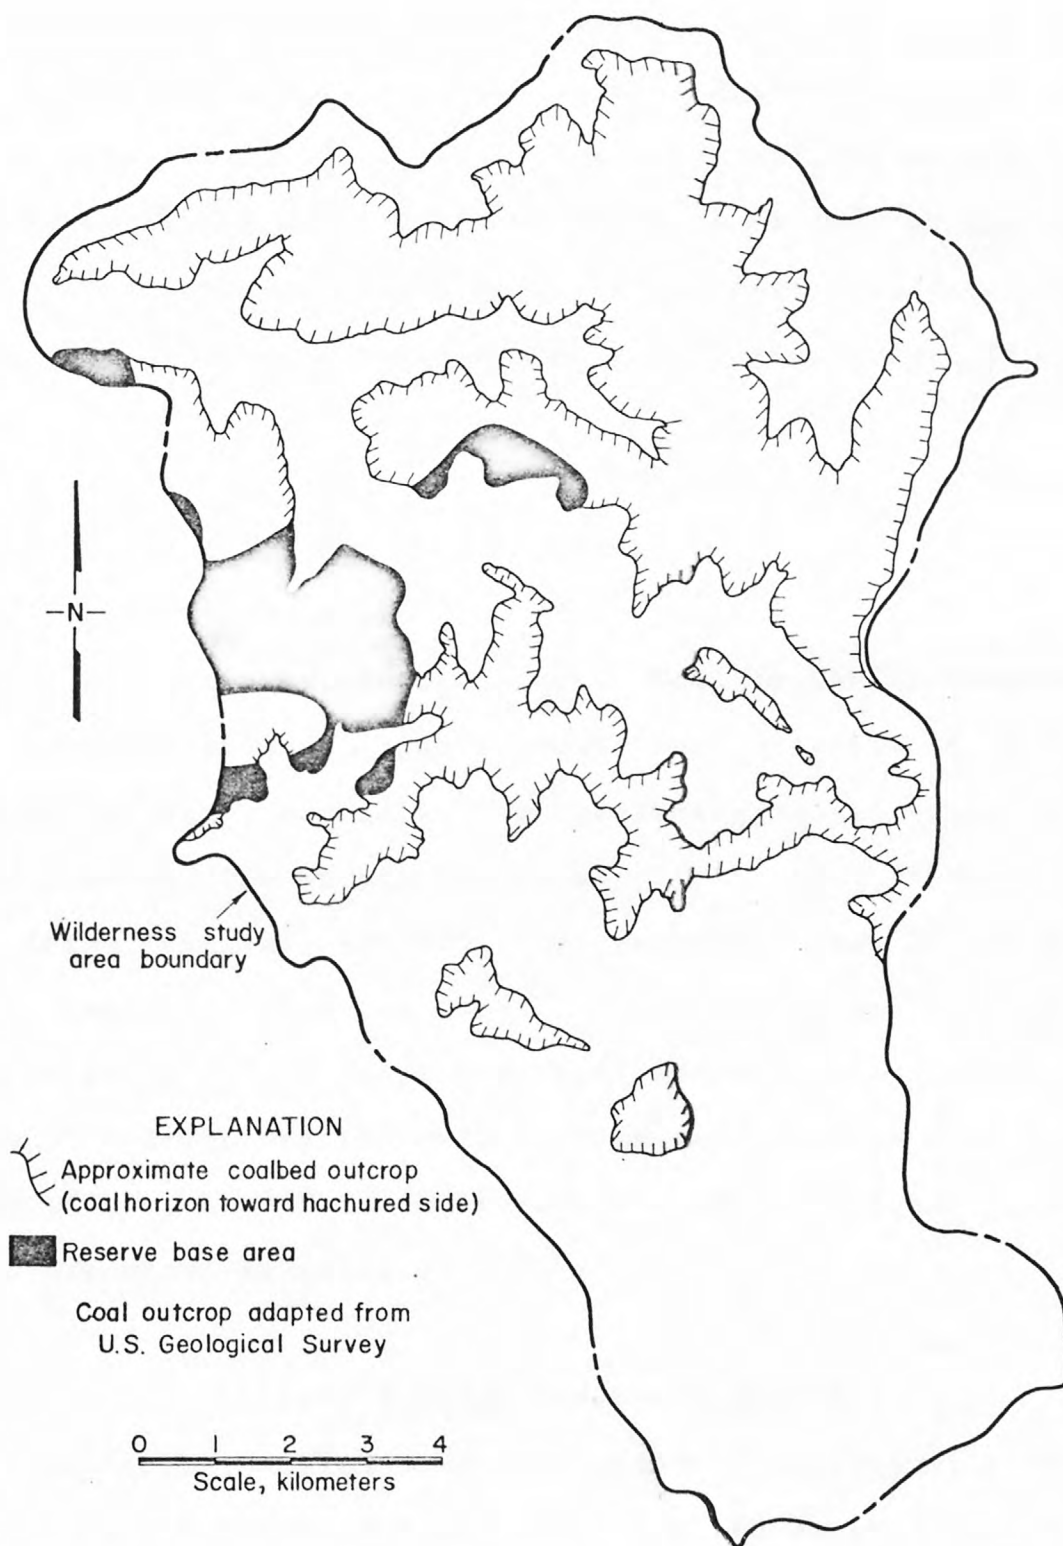 —N—
Wilderness study
area boundary
EXPLANATION
Approximate coalbed outcrop
(coal horizon toward hachured side)
Reserve base area
Coal outcrop adapted from
U.S. Geological Survey
0 1 2 3 4
Scale, kilometers